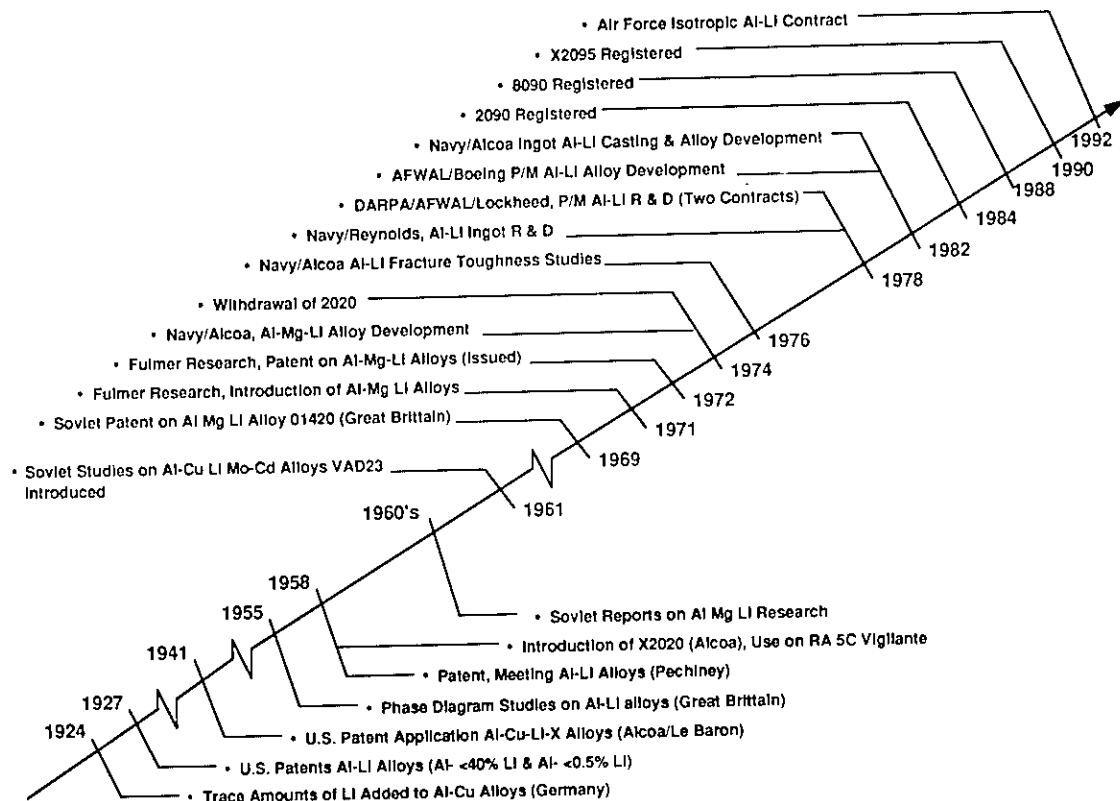 • Air Force Isotropic Al-Li Contract
• X2095 Registered
• 8090 Registered
• 2090 Registered
• Navy/Alcoa Ingot Al-Li Casting & Alloy Development
• AFWAL/Boeing P/M Al-Li Alloy Development
• DARPA/AFWAL/Lockheed, P/M Al-Li R & D (Two Contracts)
• Navy/Reynolds, Al-Li Ingot R & D
• Navy/Alcoa Al-Li Fracture Toughness Studies
• Withdrawal of 2020
• Navy/Alcoa, Al-Mg-Li Alloy Development
• Fulmer Research, Patent on Al-Mg-Li Alloys (Issued)
• Fulmer Research, Introduction of Al-Mg Li Alloys
• Soviet Patent on Al Mg Li Alloy 01420 (Great Brittain)
• Soviet Studies on Al-Cu Li Mo-Cd Alloys VAD23
Introduced
1992
1990
1988
1984
1982
1978
1976
1974
1972
1971
1969
1961
1960's
1958
1955
1941
1927
1924
• Soviet Reports on Al Mg Li Research
• Introduction of X2020 (Alcoa), Use on RA 5C Vigilante
• Patent, Meeting Al-Li Alloys (Pechiney)
• Phase Diagram Studies on Al-Li alloys (Great Brittain)
• U.S. Patent Application Al-Cu-Li-X Alloys (Alcoa/Le Baron)
• U.S. Patents Al-Li Alloys (Al- <40% Li & Al- <0.5% Li)
• Trace Amounts of Li Added to Al-Cu Alloys (Germany)